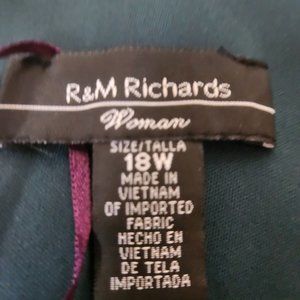 R&M Richards
Woman
SIZE/TALLA
18W
MADE IN
VIETNAM
OF IMPORTED
FABRIC
HECHO EN
VIETNAM
DE TELA
IMPORTADA